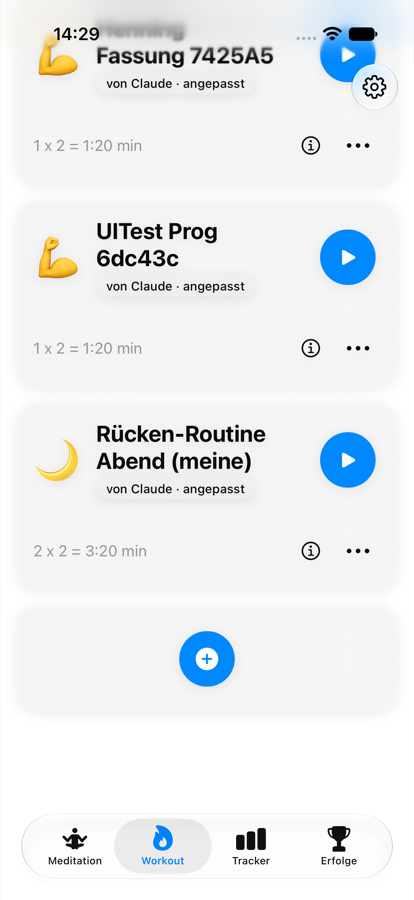 14:29
Henning
Fassung 7425A5
von Claude · angepasst
1 x 2 = 1:20 min
UITest Prog
6dc43c
von Claude · angepasst
1 x 2 = 1:20 min
Rücken-Routine
Abend (meine)
von Claude · angepasst
2 x 2 = 3:20 min
Meditation
Workout
Tracker
Erfolge